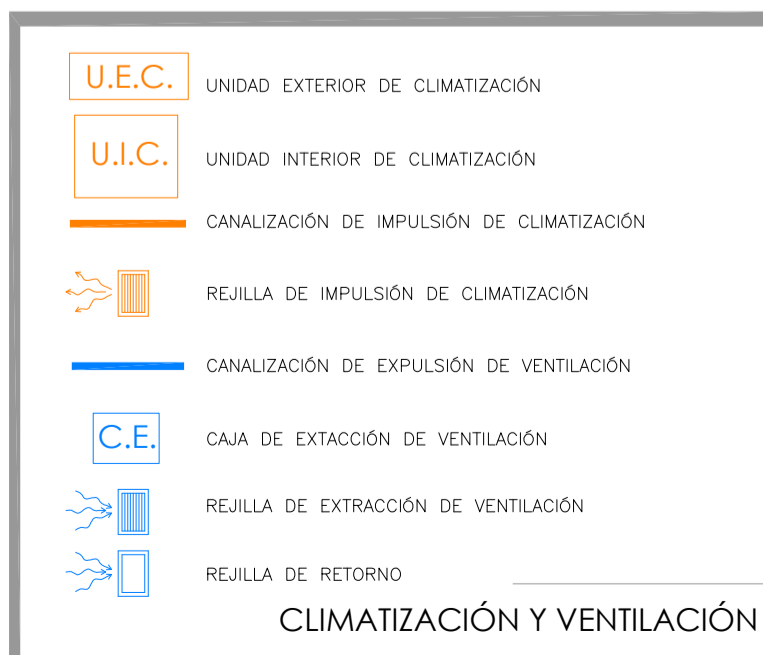 U.E.C. UNIDAD EXTERIOR DE CLIMATIZACIÓN
U.I.C. UNIDAD INTERIOR DE CLIMATIZACIÓN
CANALIZACIÓN DE IMPULSIÓN DE CLIMATIZACIÓN
REJILLA DE IMPULSIÓN DE CLIMATIZACIÓN
CANALIZACIÓN DE EXPULSIÓN DE VENTILACIÓN
C.E. CAJA DE EXTACCIÓN DE VENTILACIÓN
REJILLA DE EXTRACCIÓN DE VENTILACIÓN
REJILLA DE RETORNO
CLIMATIZACIÓN Y VENTILACIÓN